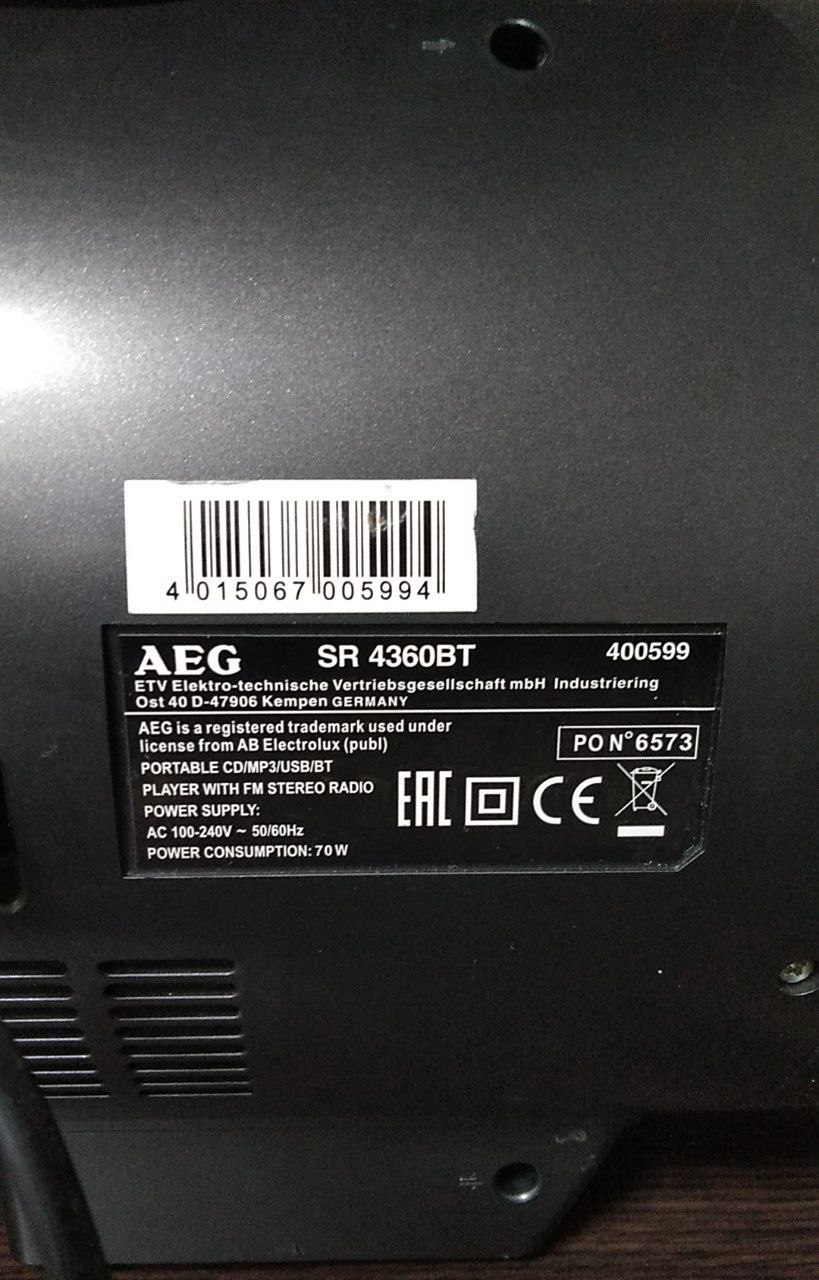 4 015067 005994
AEG SR 4360BT 400599
ETV Elektro-technische Vertriebsgesellschaft mbH Industriering
Ost 40 D-47906 Kempen GERMANY
AEG is a registered trademark used under
license from AB Electrolux (publ)
PO N°6573
PORTABLE CD/MP3/USB/BT
PLAYER WITH FM STEREO RADIO
POWER SUPPLY:
AC 100-240V ~ 50/60Hz
POWER CONSUMPTION: 70 W
EAC CE